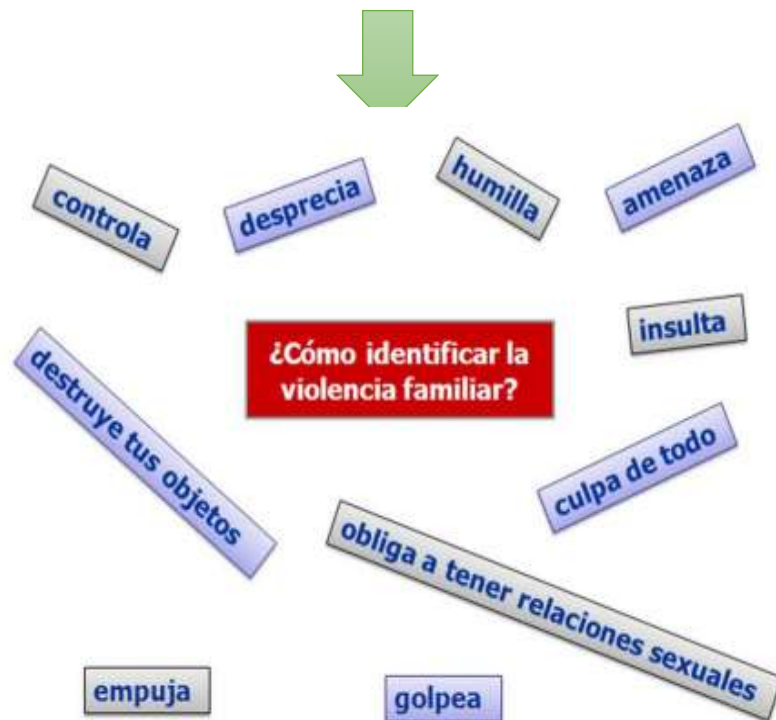 controla
desprecia
humilla
amenaza
insulta
¿Cómo identificar la
violencia familiar?
destruye tus objetos
culpa de todo
obliga a tener relaciones sexuales
empuja
golpea